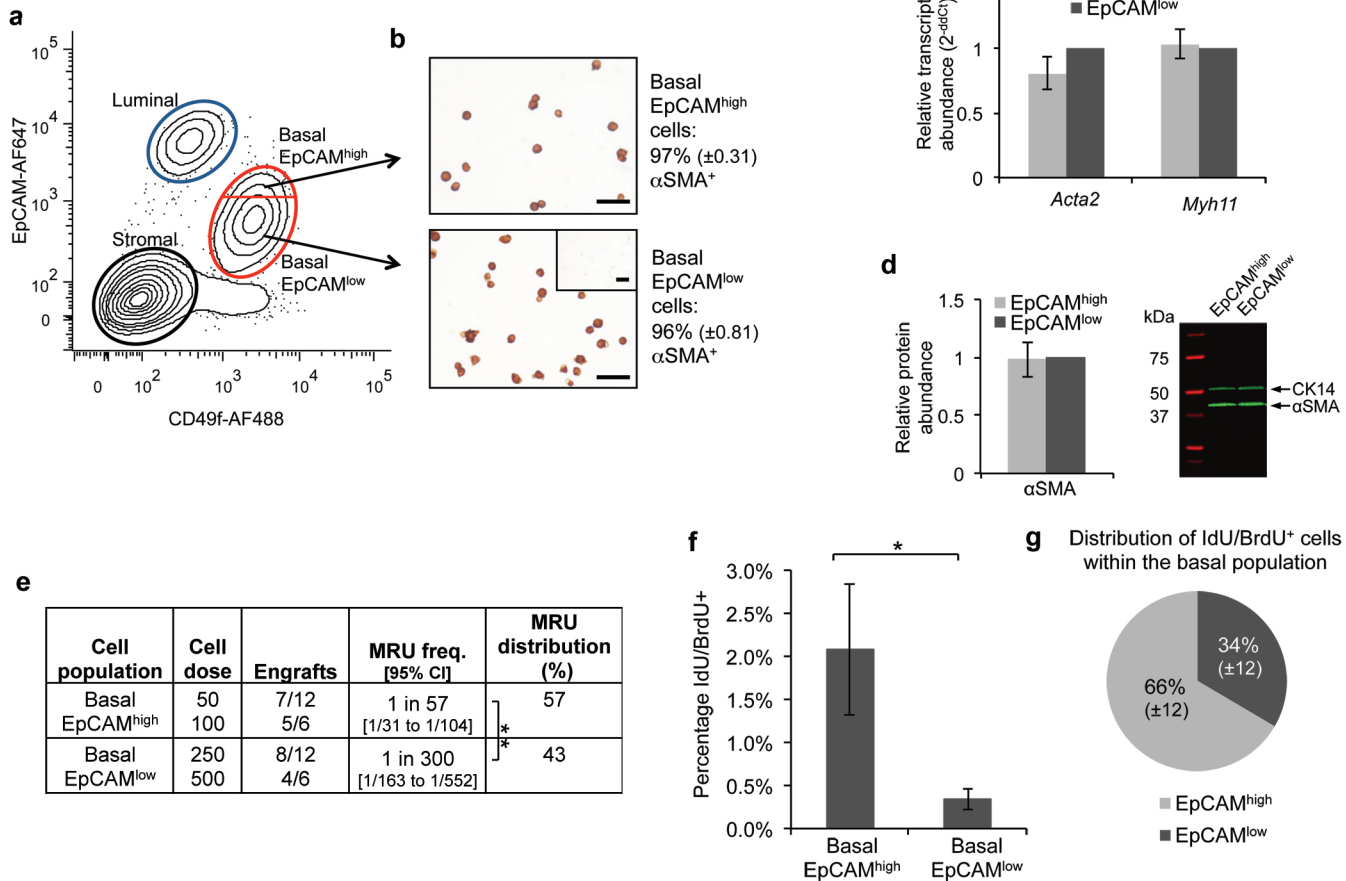 a
EpCAM-AF647
10⁵
10⁴
10³
10²
0
Luminal
Basal
EpCAMhigh
Stromal
Basal
EpCAMlow
0
10²
10³
10⁴
10⁵
CD49f-AF488
b
Basal
EpCAMhigh
cells:
97% (±0.31)
αSMA⁺
Basal
EpCAMlow
cells:
96% (±0.81)
αSMA⁺
Relative transcript
abundance (2-ddCt)
EpCAMlow
1
0.5
0
Acta2
Myh11
d
Relative protein
abundance
1.5
1
0.5
0
EpCAMhigh
EpCAMlow
αSMA
EpCAMhigh
EpCAMlow
kDa
75
50
37
CK14
αSMA
e
Cell population
Cell dose
Engrafts
MRU freq. [95% CI]
MRU distribution (%)
Basal EpCAMhigh
50
100
7/12
5/6
1 in 57
[1/31 to 1/104]
57
Basal EpCAMlow
250
500
8/12
4/6
1 in 300
[1/163 to 1/552]
43
*
*
f
Percentage IdU/BrdU+
3.0%
2.5%
2.0%
1.5%
1.0%
0.5%
0.0%
*
Basal
EpCAMhigh
Basal
EpCAMlow
g
Distribution of IdU/BrdU⁺ cells
within the basal population
34%
(±12)
66%
(±12)
EpCAMhigh
EpCAMlow